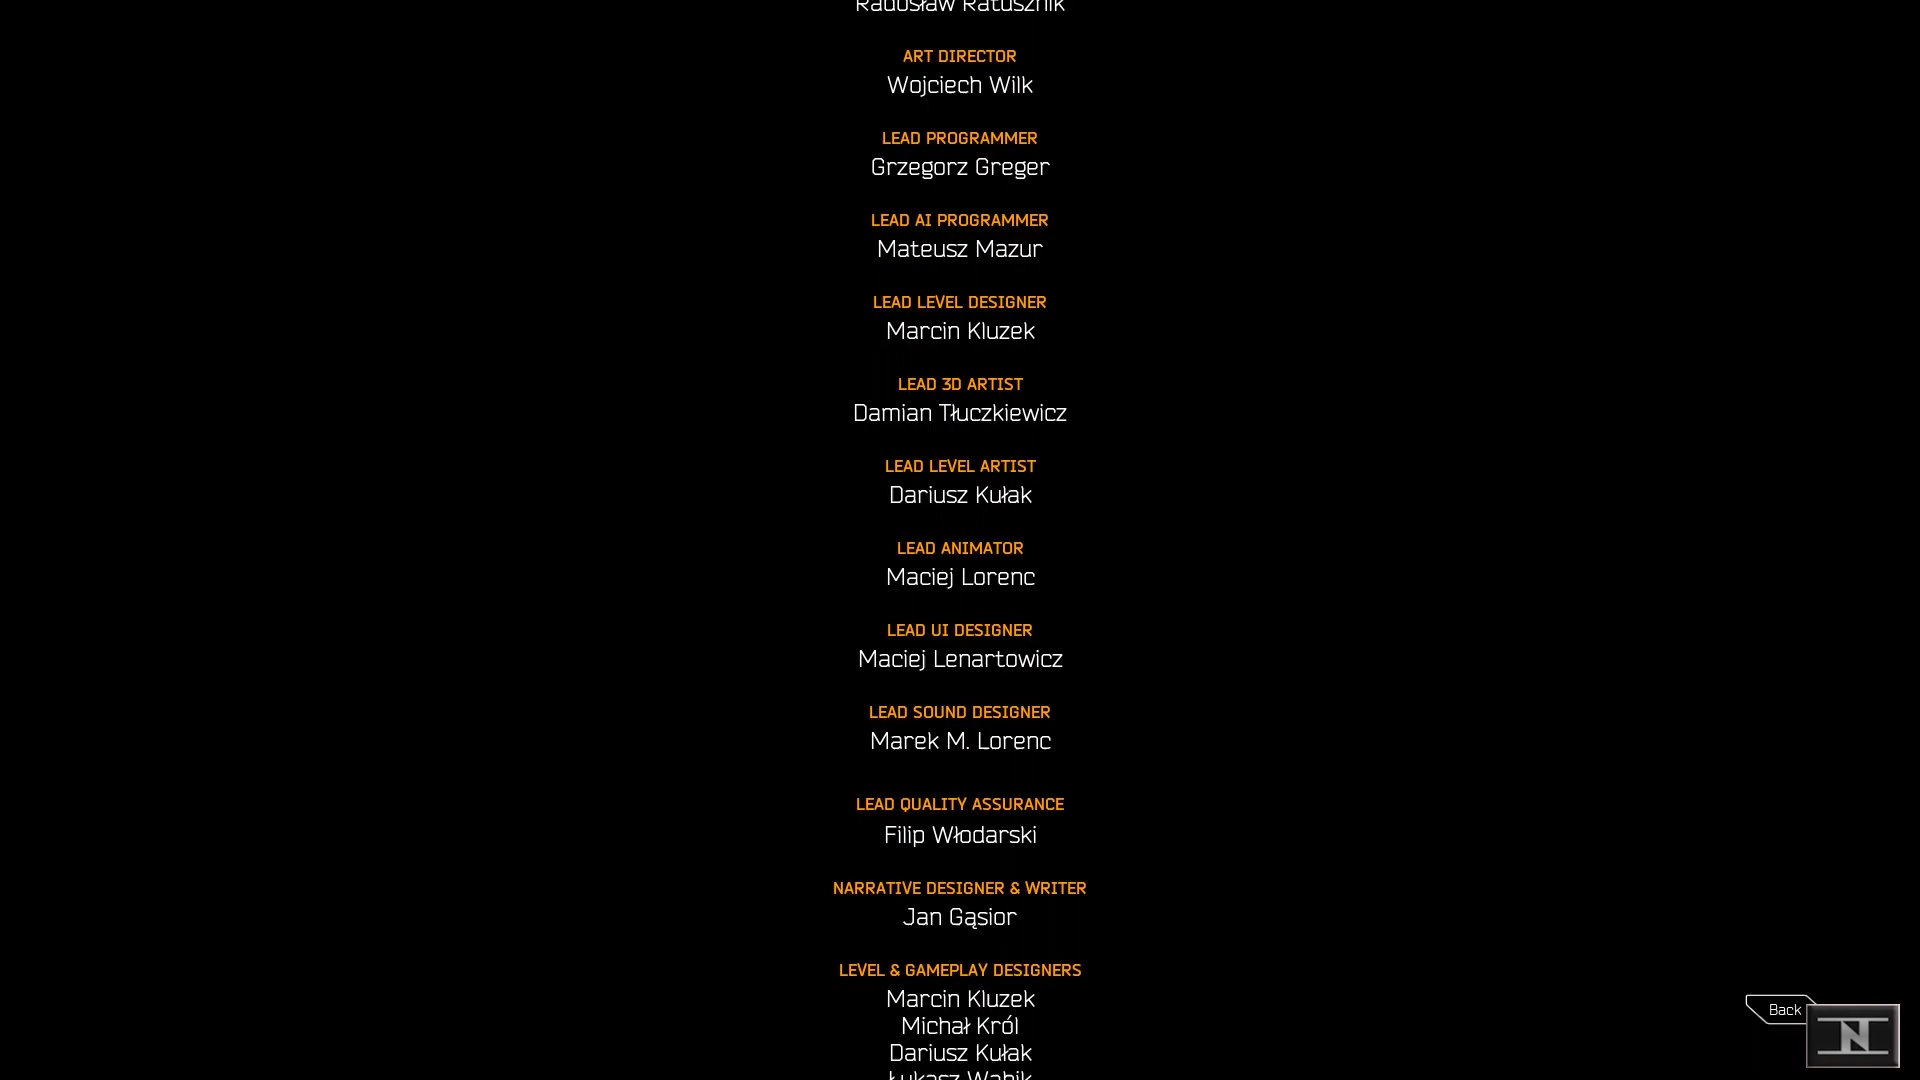 Radosław Ratusznik
ART DIRECTOR
Wojciech Wilk
LEAD PROGRAMMER
Grzegorz Greger
LEAD AI PROGRAMMER
Mateusz Mazur
LEAD LEVEL DESIGNER
Marcin Kluzek
LEAD 3D ARTIST
Damian Tłuczkiewicz
LEAD LEVEL ARTIST
Dariusz Kułak
LEAD ANIMATOR
Maciej Lorenc
LEAD UI DESIGNER
Maciej Lenartowicz
LEAD SOUND DESIGNER
Marek M. Lorenc
LEAD QUALITY ASSURANCE
Filip Włodarski
NARRATIVE DESIGNER & WRITER
Jan Gąsior
LEVEL & GAMEPLAY DESIGNERS
Marcin Kluzek
Michał Król
Dariusz Kułak
Łukasz
Back
N